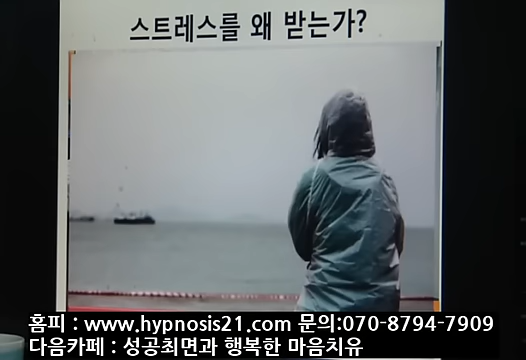 스트레스를 왜 받는가?
홈피 : www.hypnosis21.com 문의:070-8794-7909
다음카페 : 성공최면과 행복한 마음치유